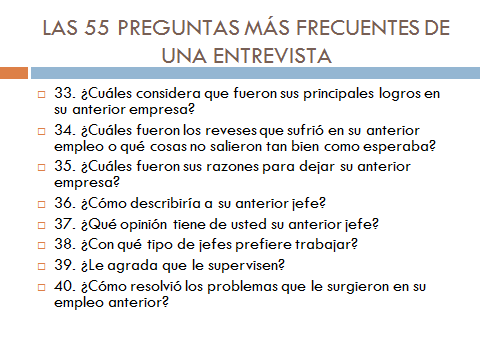 LAS 55 PREGUNTAS MÁS FRECUENTES DE
UNA ENTREVISTA
33. ¿Cuáles considera que fueron sus principales logros en
su anterior empresa?
34. ¿Cuáles fueron los reveses que sufrió en su anterior
empleo o qué cosas no salieron tan bien como esperaba?
35. ¿Cuáles fueron sus razones para dejar su anterior
empresa?
36. ¿Cómo describiría a su anterior jefe?
37. ¿Qué opinión tiene de usted su anterior jefe?
38. ¿Con qué tipo de jefes prefiere trabajar?
39. ¿Le agrada que le supervisen?
40. ¿Cómo resolvió los problemas que le surgieron en su
empleo anterior?